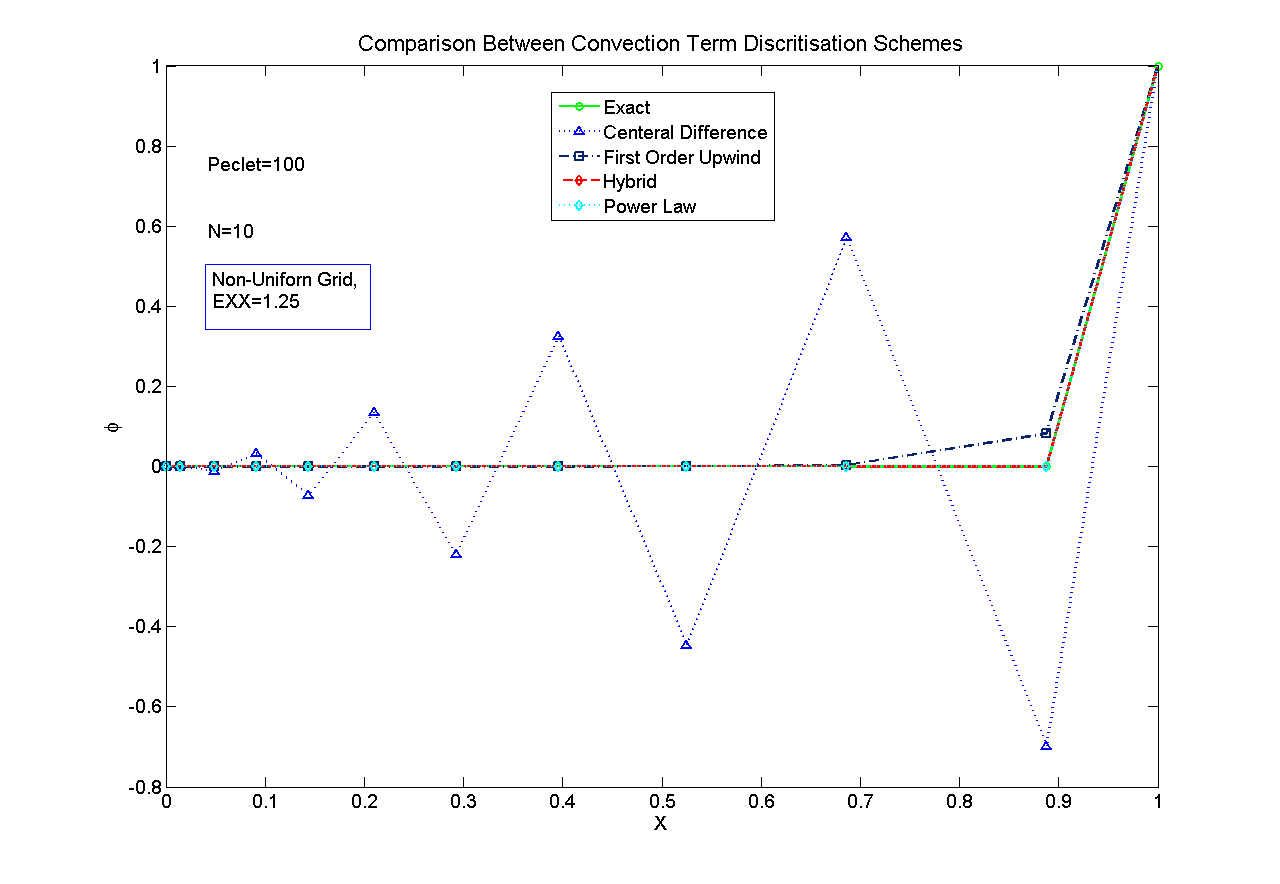 Comparison Between Convection Term Discritisation Schemes
1
0.8
0.6
0.4
0.2
0
-0.2
-0.4
-0.6
-0.8
ϕ
Peclet=100
N=10
Non-Uniforn Grid,
EXX=1.25
Exact
Centeral Difference
First Order Upwind
Hybrid
Power Law
0 0.1 0.2 0.3 0.4 0.5 0.6 0.7 0.8 0.9 1
X